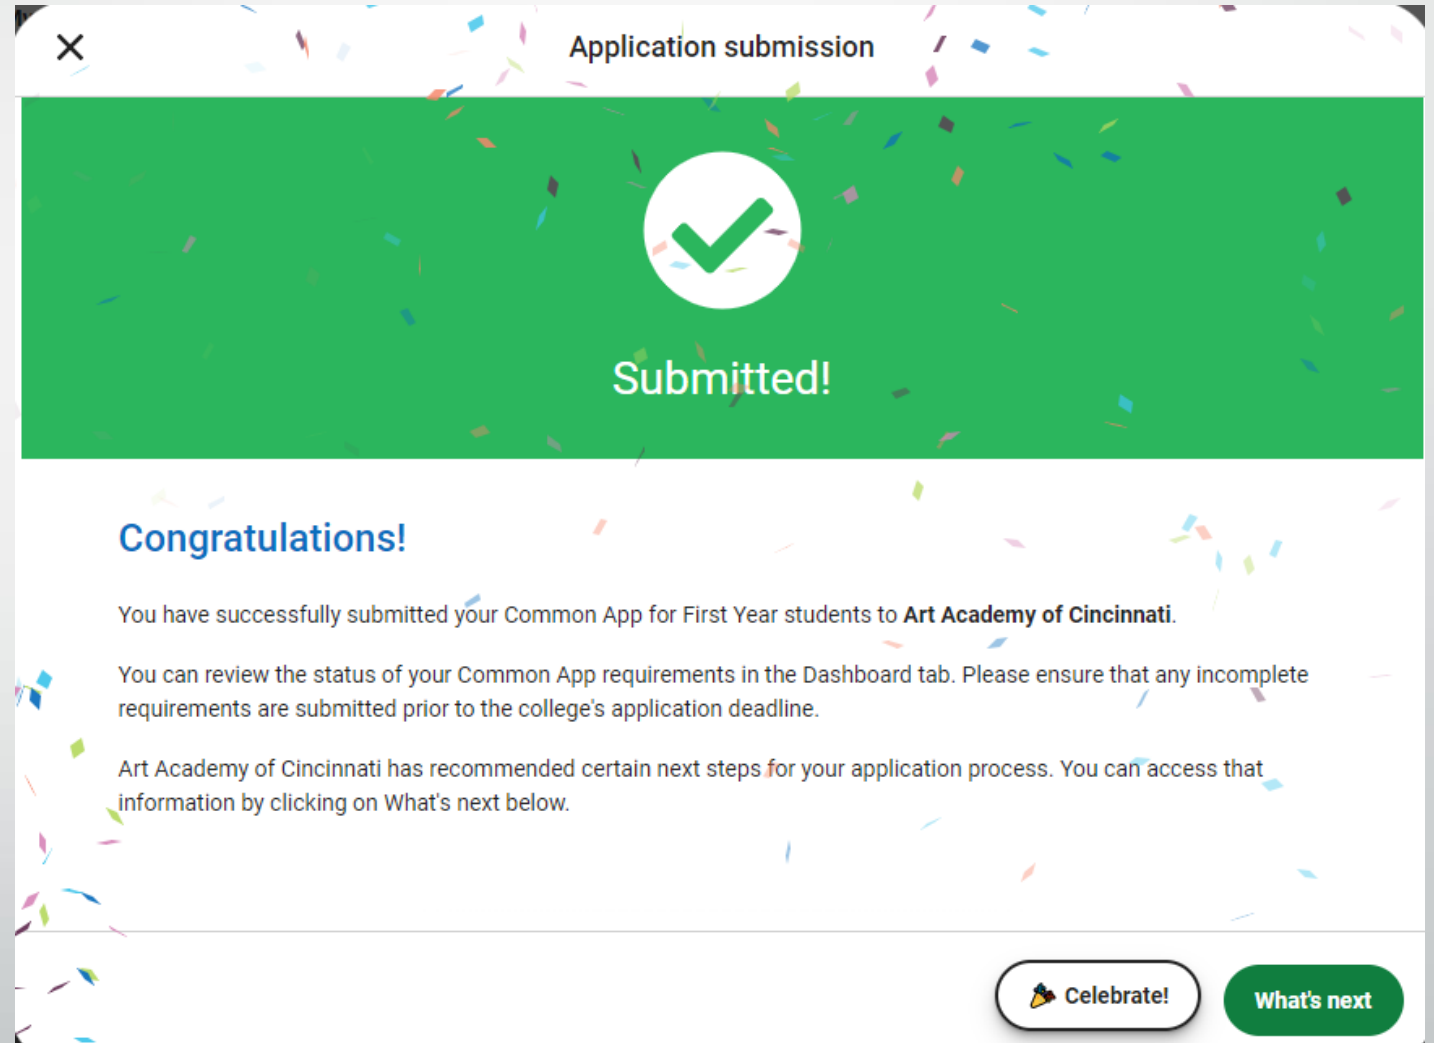 Application submission
Submitted!
Congratulations!
You have successfully submitted your Common App for First Year students to Art Academy of Cincinnati.
You can review the status of your Common App requirements in the Dashboard tab. Please ensure that any incomplete
requirements are submitted prior to the college's application deadline.
Art Academy of Cincinnati has recommended certain next steps for your application process. You can access that
information by clicking on What's next below.
Celebrate!
What's next